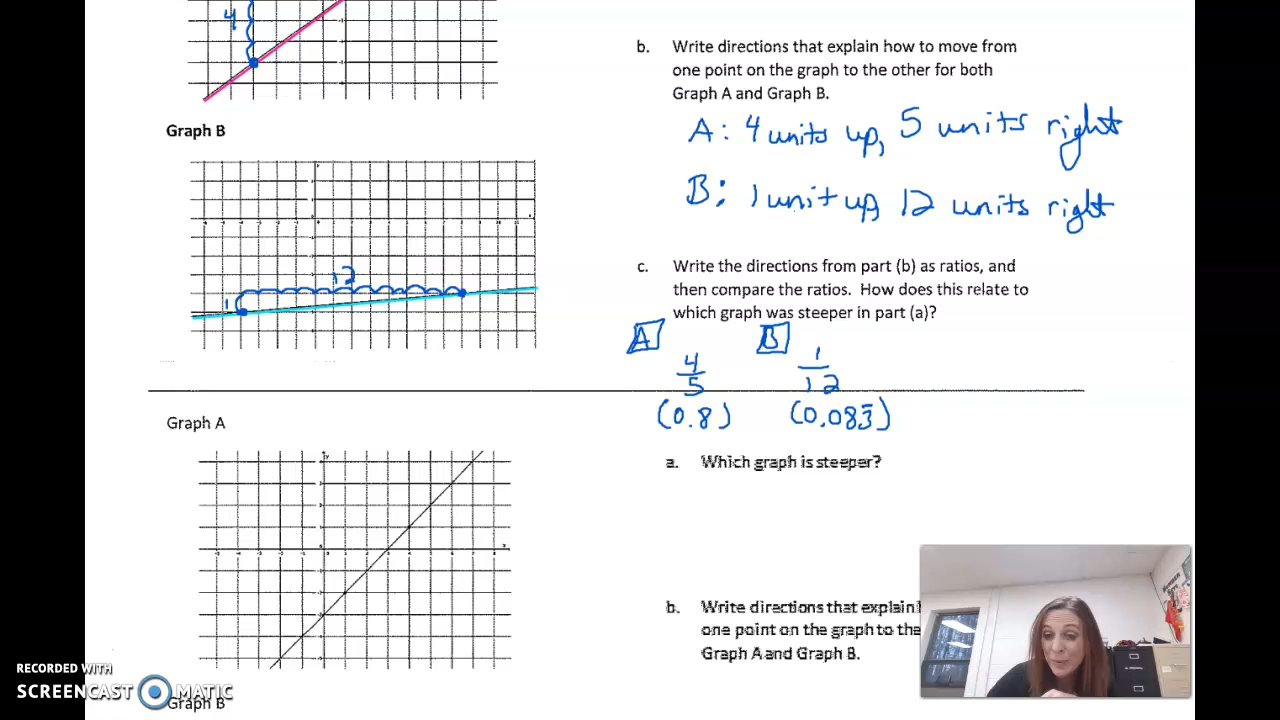 4
b. Write directions that explain how to move from
one point on the graph to the other for both
Graph A and Graph B.
A: 4 units up, 5 units right
B: 1 unit up, 12 units right
Graph B
12
1
c. Write the directions from part (b) as ratios, and
then compare the ratios. How does this relate to
which graph was steeper in part (a)?
A B
4/5 1/12
(0.8) (0.083̅)
Graph A
a. Which graph is steeper?
b. Write directions that explain
one point on the graph to the
Graph A and Graph B.
RECORDED WITH
SCREENCAST MATIC
Graph B